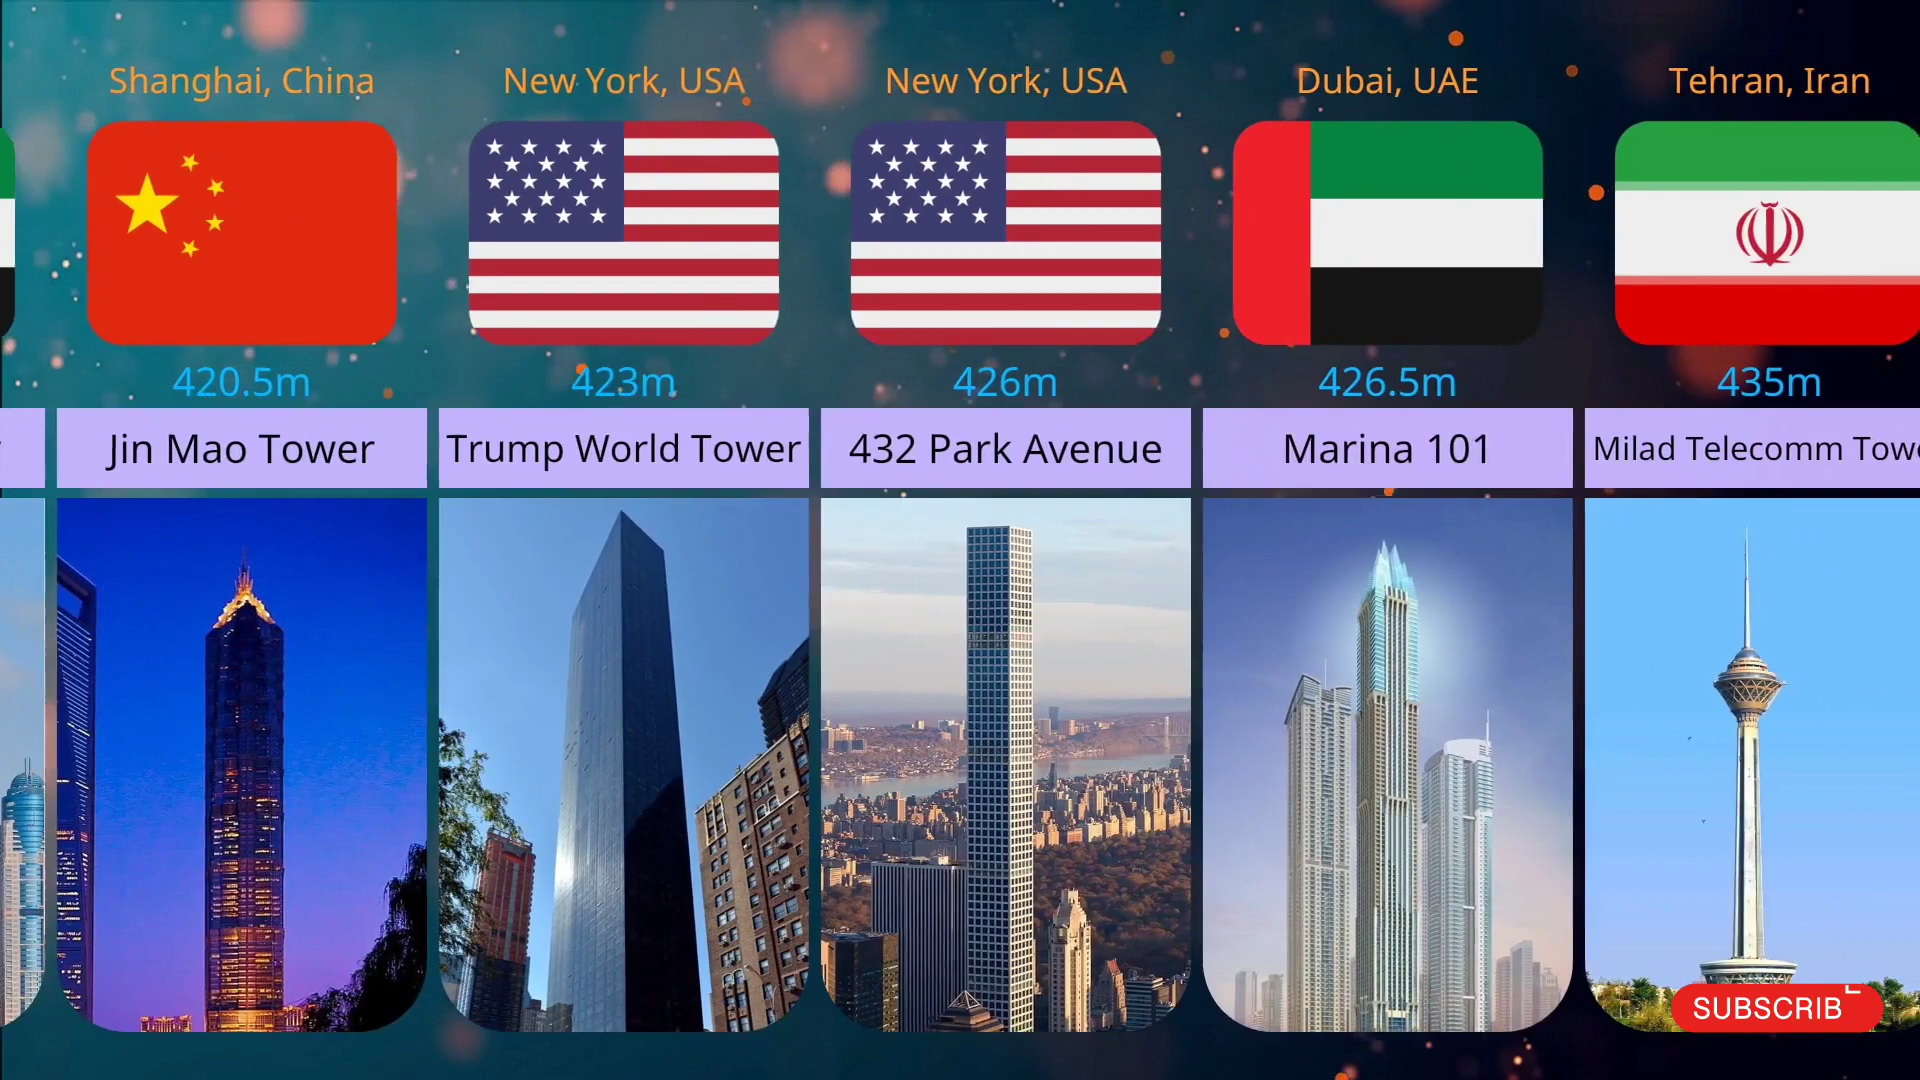 Shanghai, China
New York, USA
New York, USA
Dubai, UAE
Tehran, Iran
420.5m
423m
426m
426.5m
435m
Jin Mao Tower
Trump World Tower
432 Park Avenue
Marina 101
Milad Telecomm Towe
SUBSCRIB